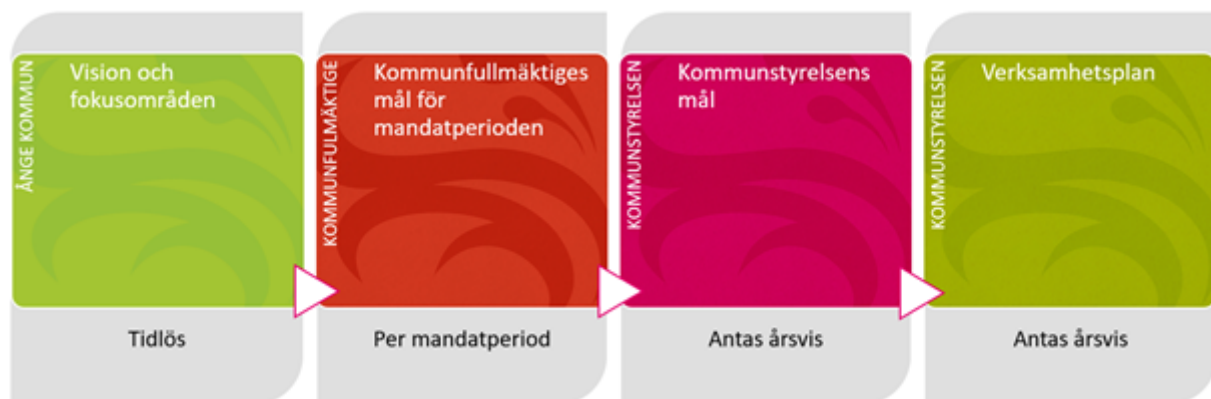 ÅNGE KOMMUN
Vision och
fokusområden
Tidlös
KOMMUNFULMÄKTIGE
Kommunfullmäktiges
mål för
mandatperioden
Per mandatperiod
KOMMUNSTYRELSEN
Kommunstyrelsens
mål
Antas årsvis
KOMMUNSTYRELSEN
Verksamhetsplan
Antas årsvis